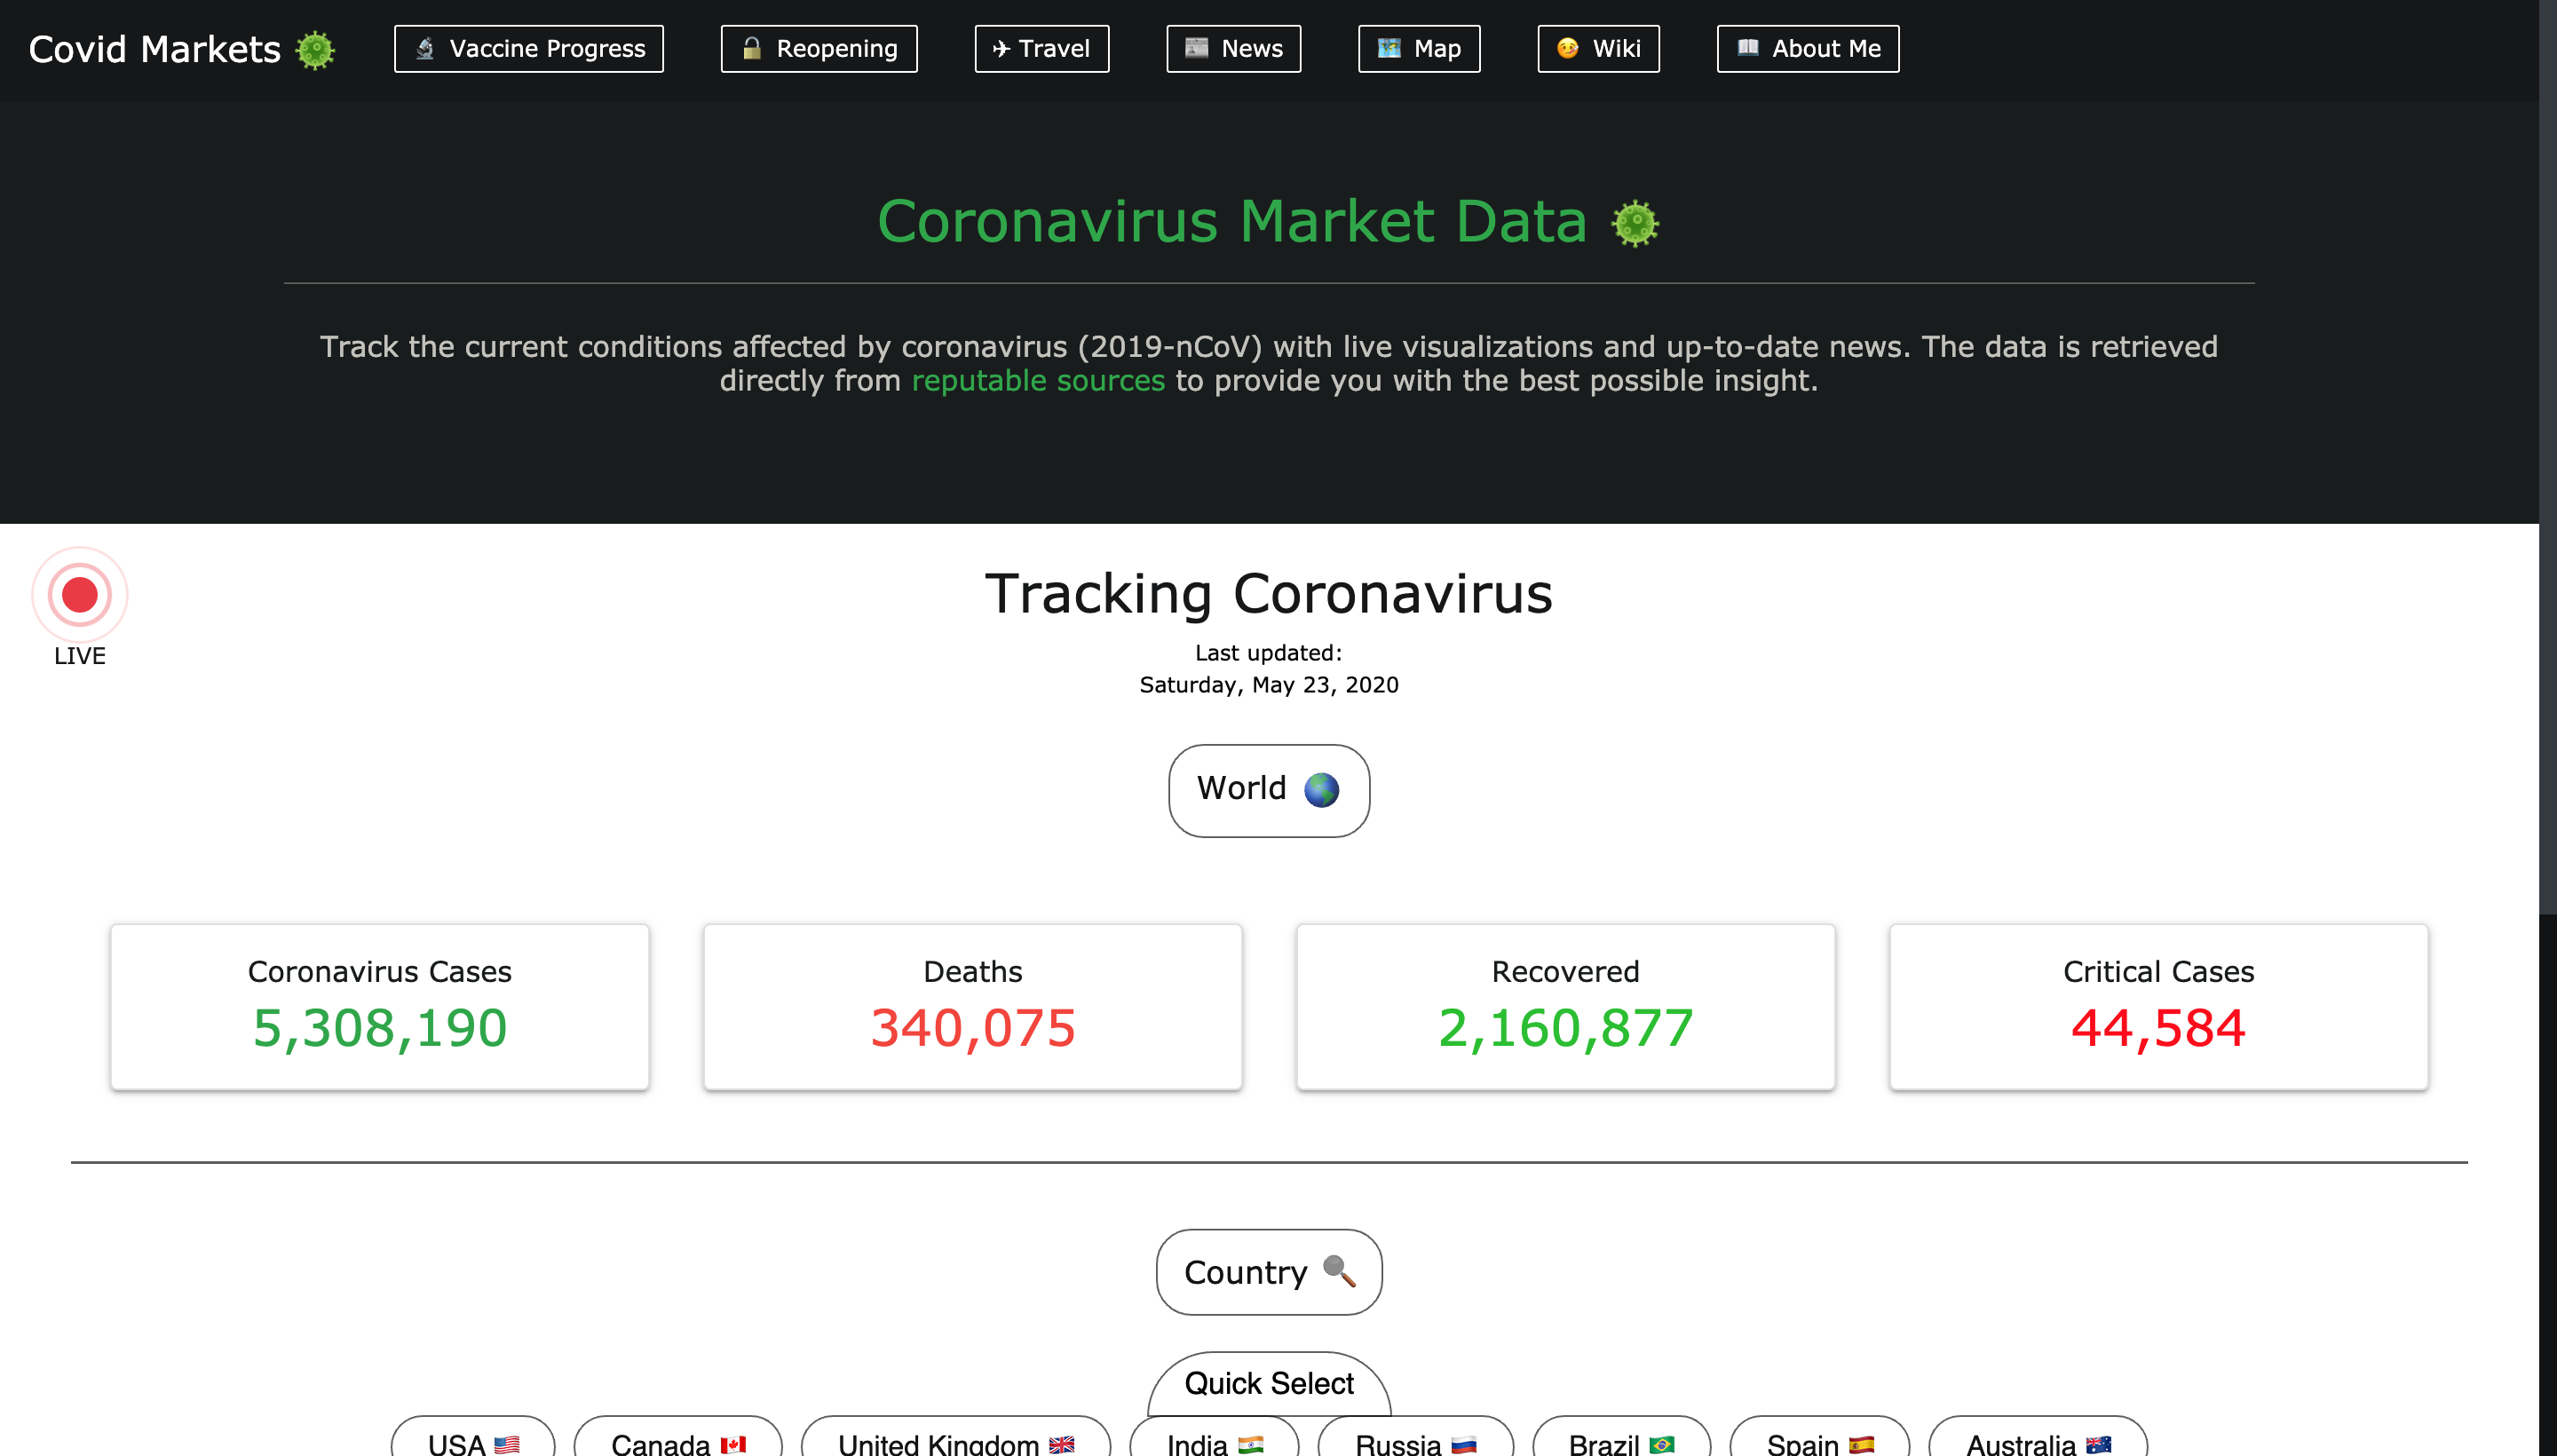 Covid Markets
Vaccine Progress
Reopening
Travel
News
Map
Wiki
About Me
Coronavirus Market Data
Track the current conditions affected by coronavirus (2019-nCoV) with live visualizations and up-to-date news. The data is retrieved
directly from reputable sources to provide you with the best possible insight.
LIVE
Tracking Coronavirus
Last updated:
Saturday, May 23, 2020
World
Coronavirus Cases
5,308,190
Deaths
340,075
Recovered
2,160,877
Critical Cases
44,584
Country
Quick Select
USA
Canada
United Kingdom
India
Russia
Brazil
Spain
Australia